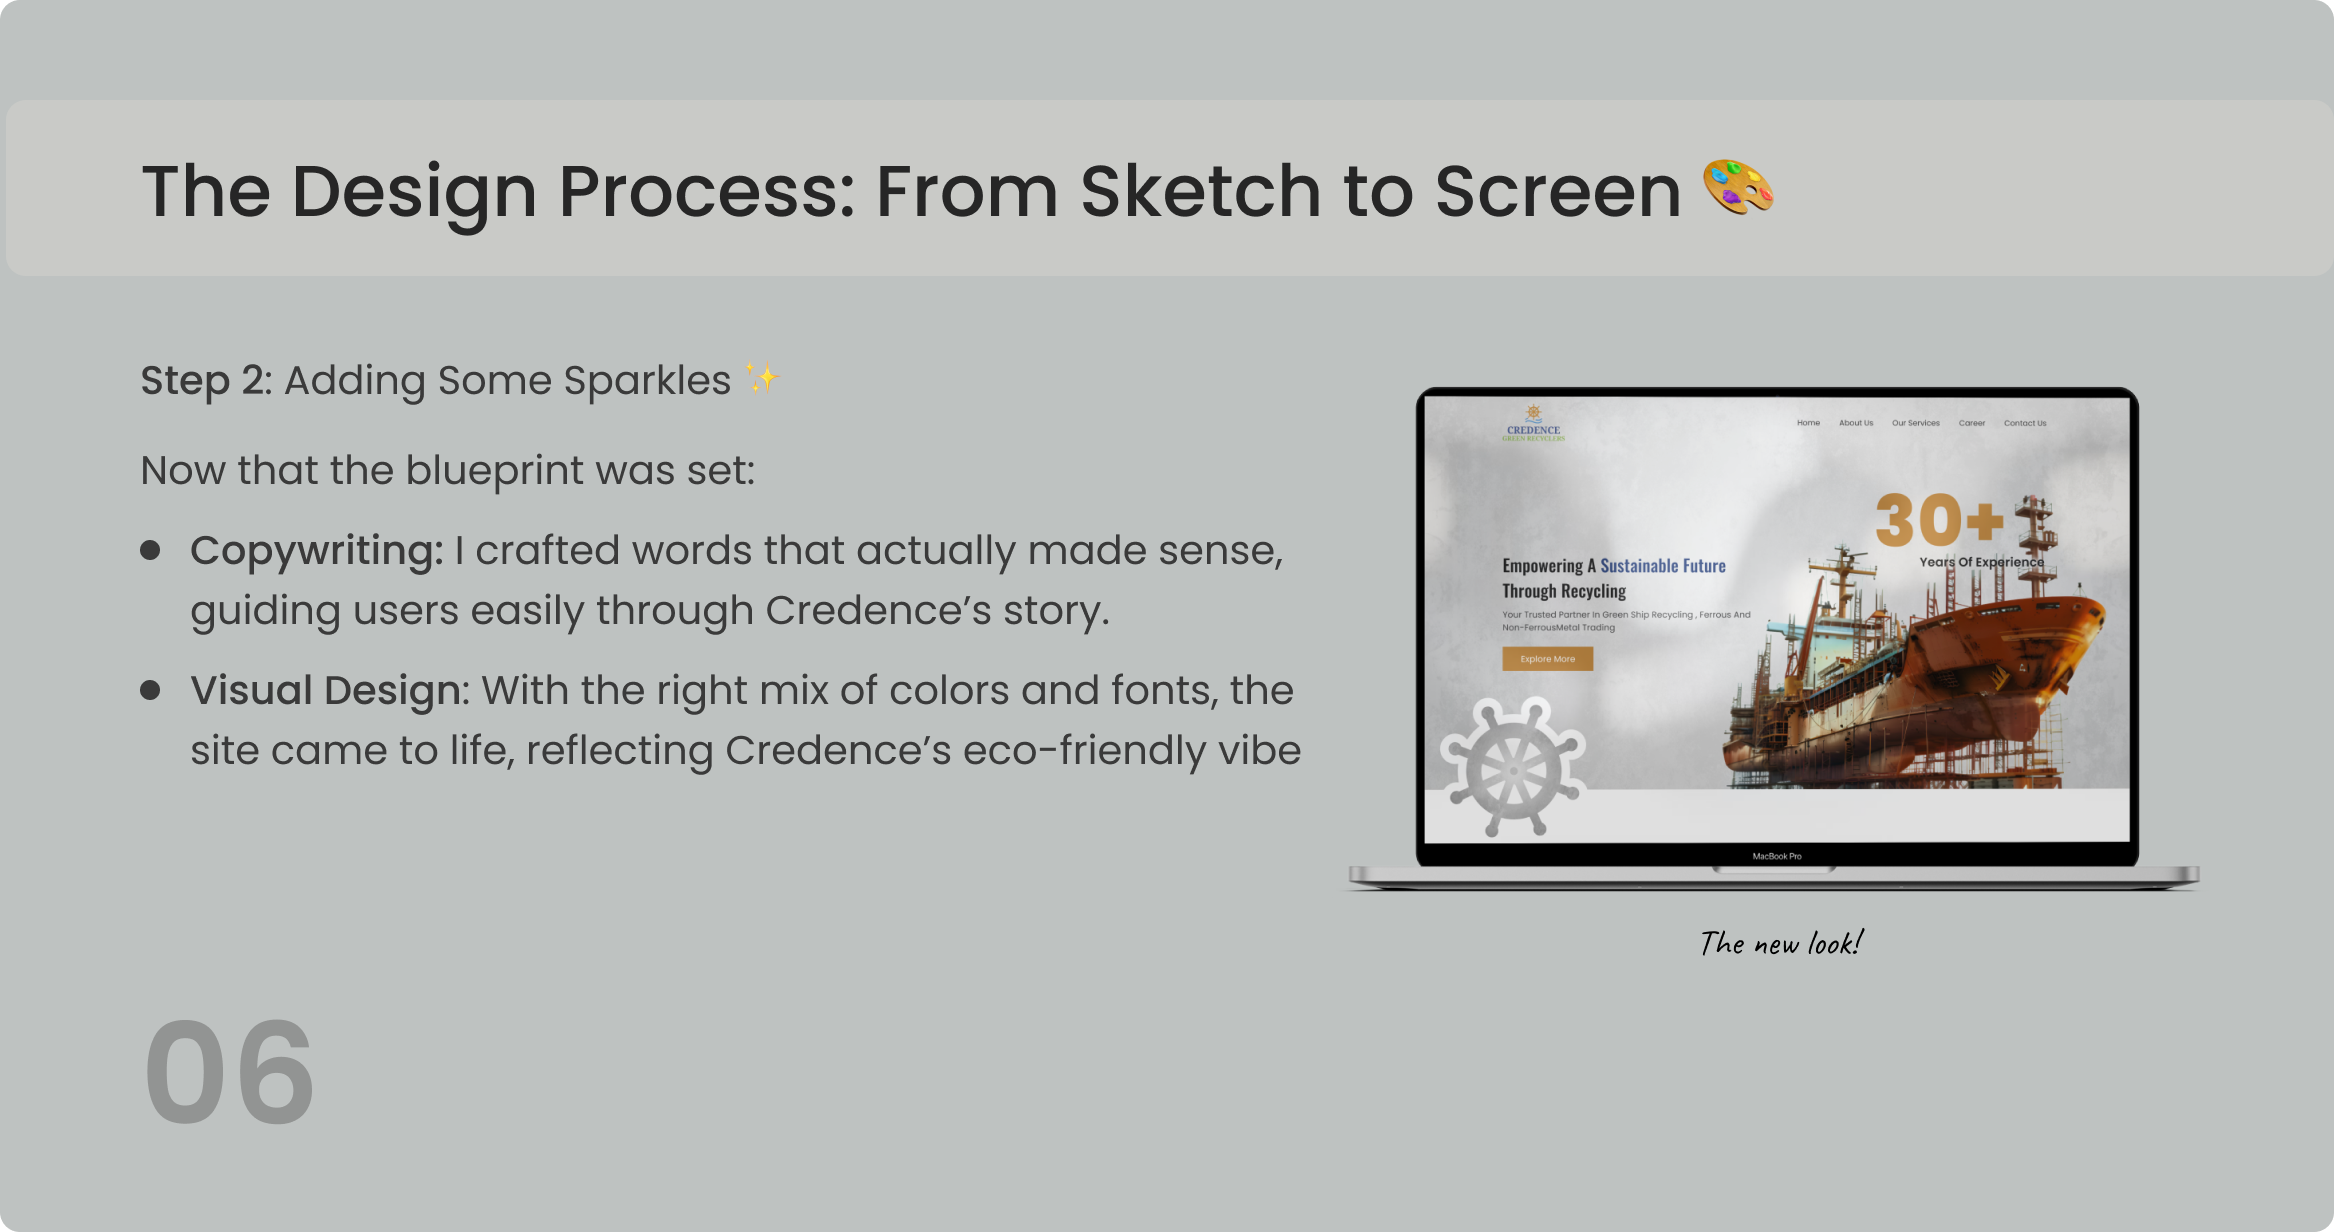 The Design Process: From Sketch to Screen 🎨
Step 2: Adding Some Sparkles ✨
Now that the blueprint was set:
Copywriting: I crafted words that actually made sense,
guiding users easily through Credence’s story.
Visual Design: With the right mix of colors and fonts, the
site came to life, reflecting Credence’s eco-friendly vibe
CREDENCE
GREEN RECYCLERS
Home About Us Our Services Career Contact Us
30+
Years Of Experience
Empowering A Sustainable Future
Through Recycling
Your Trusted Partner In Green Ship Recycling , Ferrous And
Non-FerrousMetal Trading
Explore More
MacBook Pro
The new look!
06